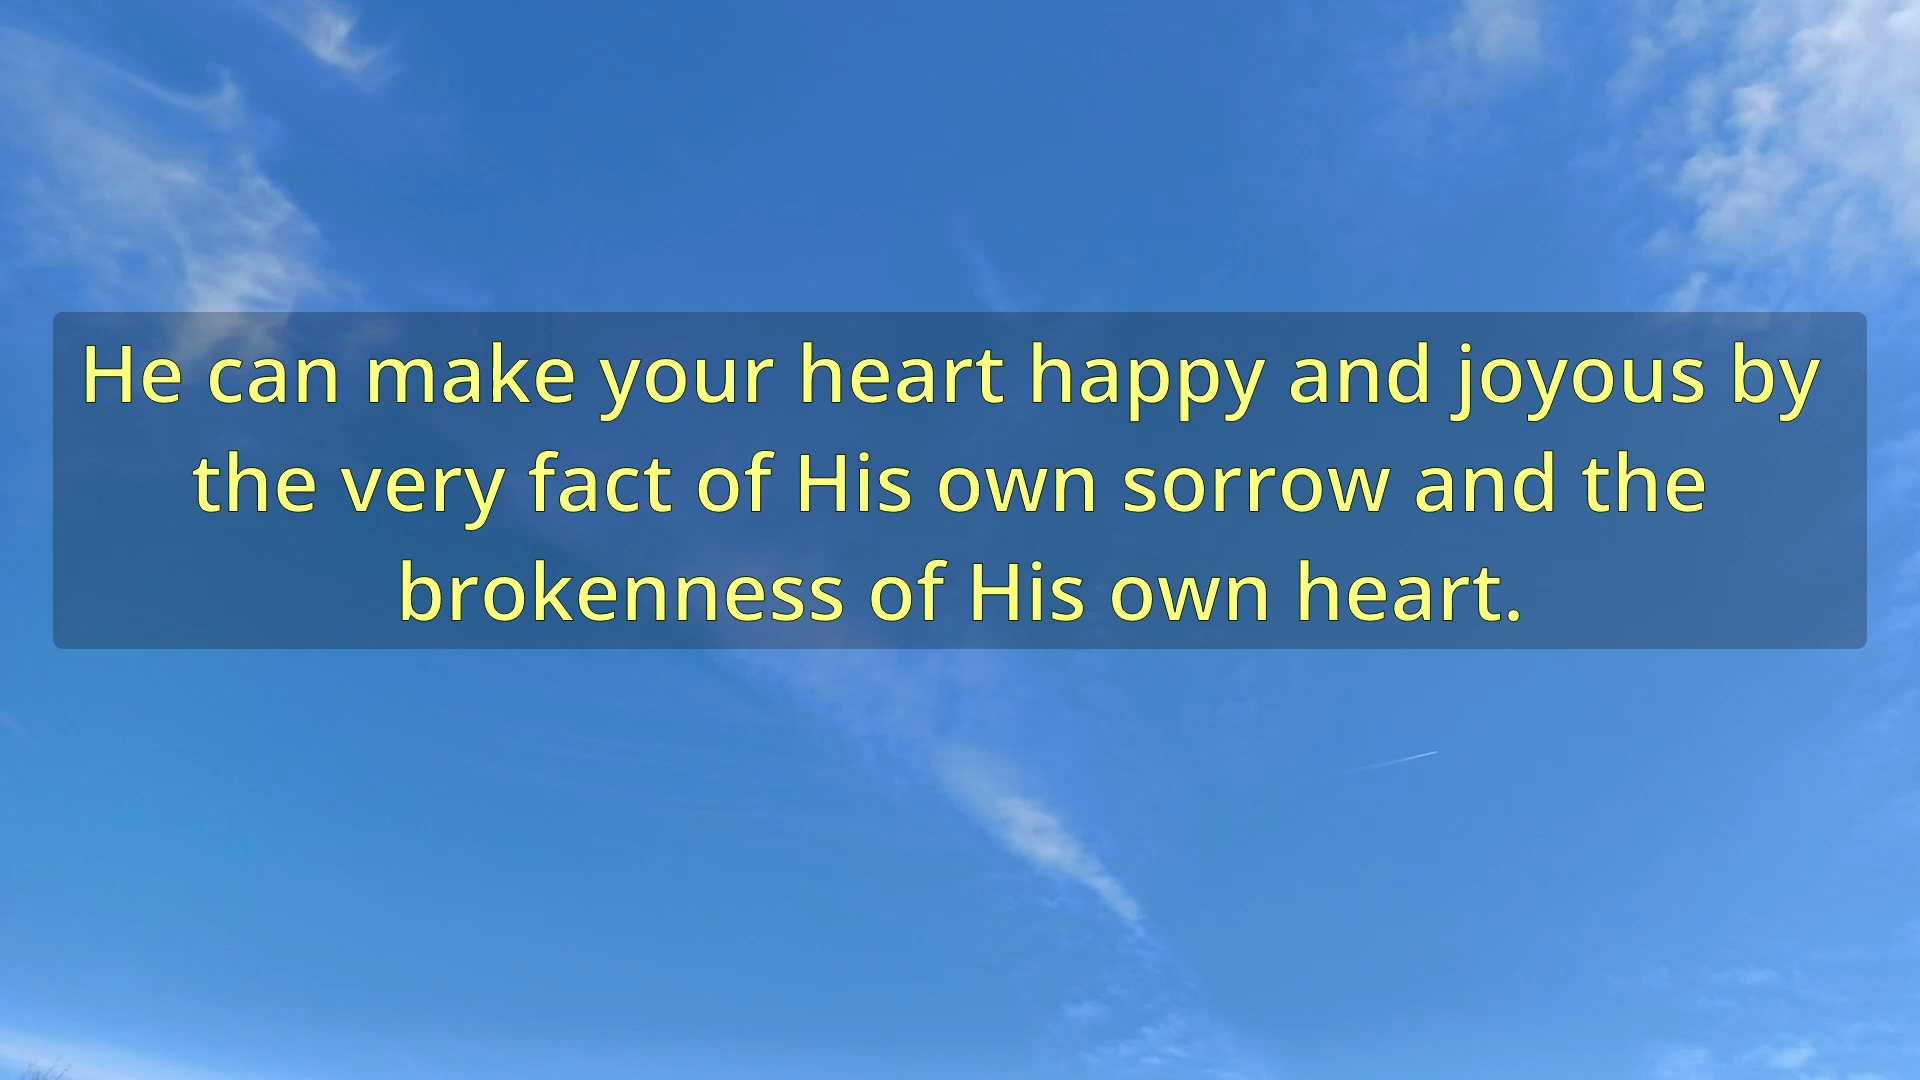 He can make your heart happy and joyous by
the very fact of His own sorrow and the
brokenness of His own heart.